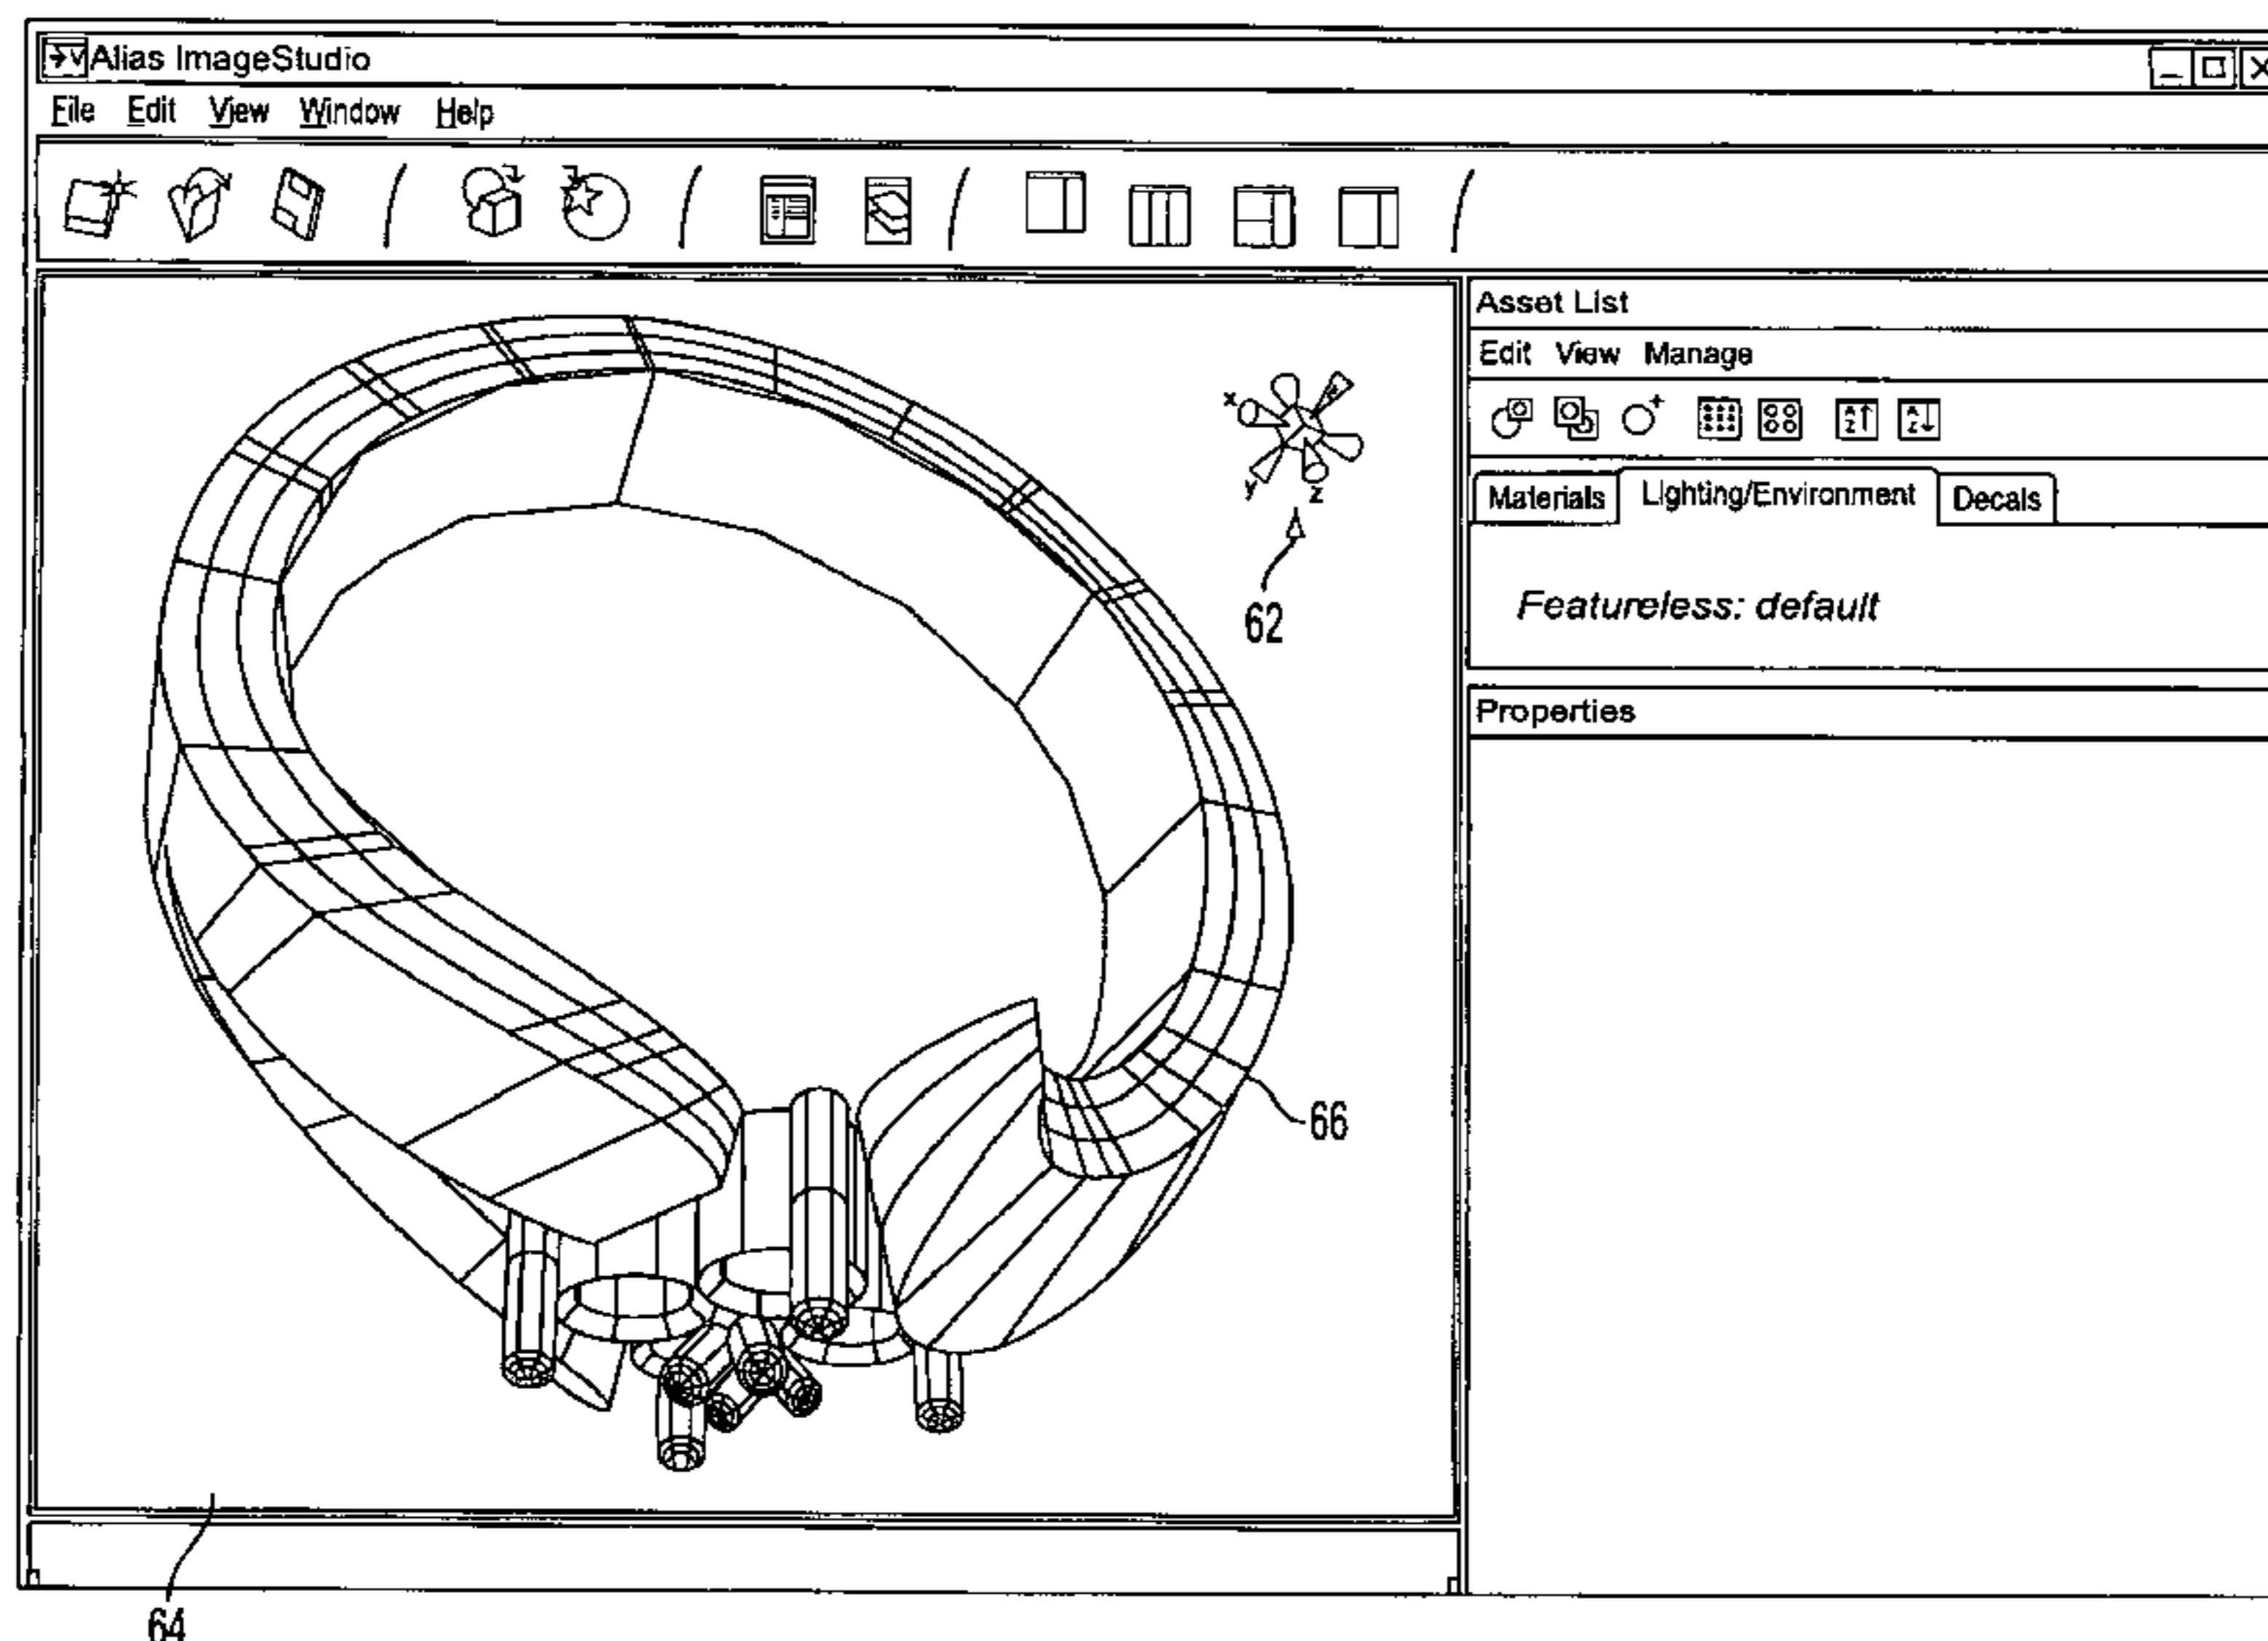 Alias ImageStudio
File Edit View Window Help
Asset List
Edit View Manage
x
y
z
A
Z
A
Z
Materials Lighting/Environment Decals
62
Featureless: default
Properties
66
64